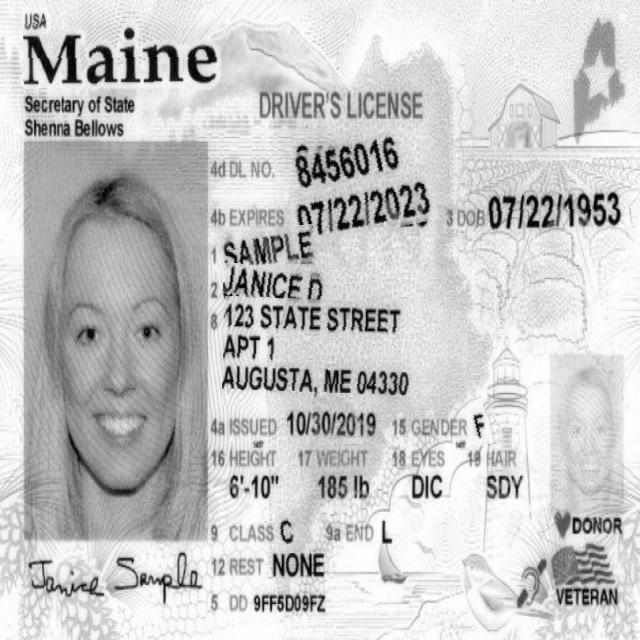 USA
Maine
Secretary of State
Shenna Bellows
DRIVER'S LICENSE
4d DL NO. 8456016
4b EXPIRES 07/22/2023 3 DOB 07/22/1953
1 SAMPLE
2 JANICE D
8 123 STATE STREET
APT 1
AUGUSTA, ME 04330
4a ISSUED 10/30/2019 15 GENDER F
16 HEIGHT 17 WEIGHT 18 EYES 19 HAIR
6'-10" 185 lb DIC SDY
9 CLASS C 9a END L
DONOR
12 REST NONE
Janice Sample
5 DD 9FF5D09FZ
VETERAN